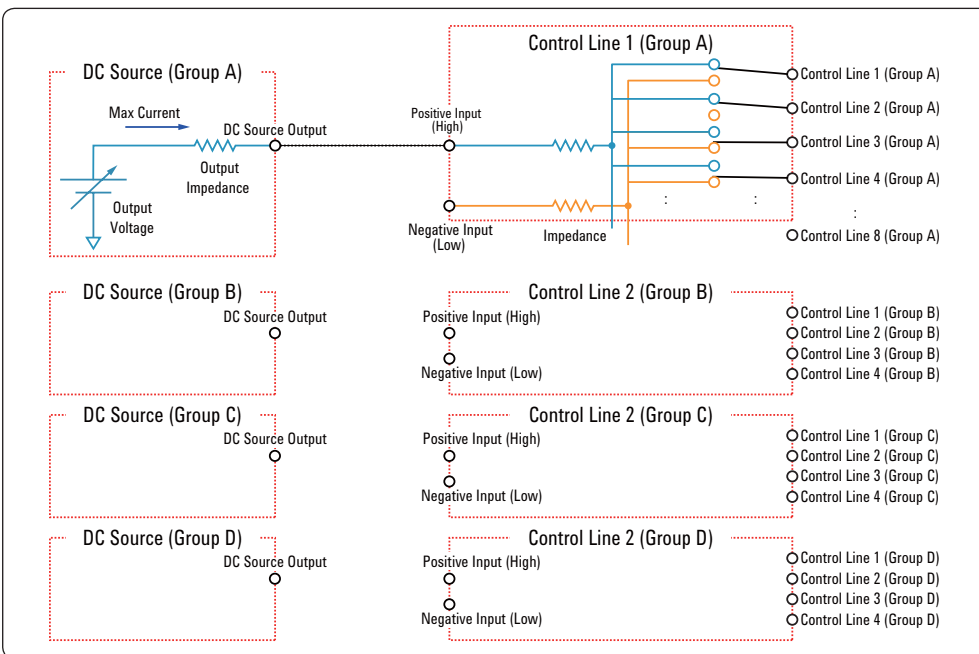 Control Line 1 (Group A)
DC Source (Group A)
Max Current
DC Source Output
Output
Impedance
Output
Voltage
Positive Input
(High)
Negative Input
(Low)
Impedance
Control Line 1 (Group A)
Control Line 2 (Group A)
Control Line 3 (Group A)
Control Line 4 (Group A)
:
:
:
Control Line 8 (Group A)
DC Source (Group B)
DC Source Output
Control Line 2 (Group B)
Positive Input (High)
Negative Input (Low)
Control Line 1 (Group B)
Control Line 2 (Group B)
Control Line 3 (Group B)
Control Line 4 (Group B)
DC Source (Group C)
DC Source Output
Control Line 2 (Group C)
Positive Input (High)
Negative Input (Low)
Control Line 1 (Group C)
Control Line 2 (Group C)
Control Line 3 (Group C)
Control Line 4 (Group C)
DC Source (Group D)
DC Source Output
Control Line 2 (Group D)
Positive Input (High)
Negative Input (Low)
Control Line 1 (Group D)
Control Line 2 (Group D)
Control Line 3 (Group D)
Control Line 4 (Group D)